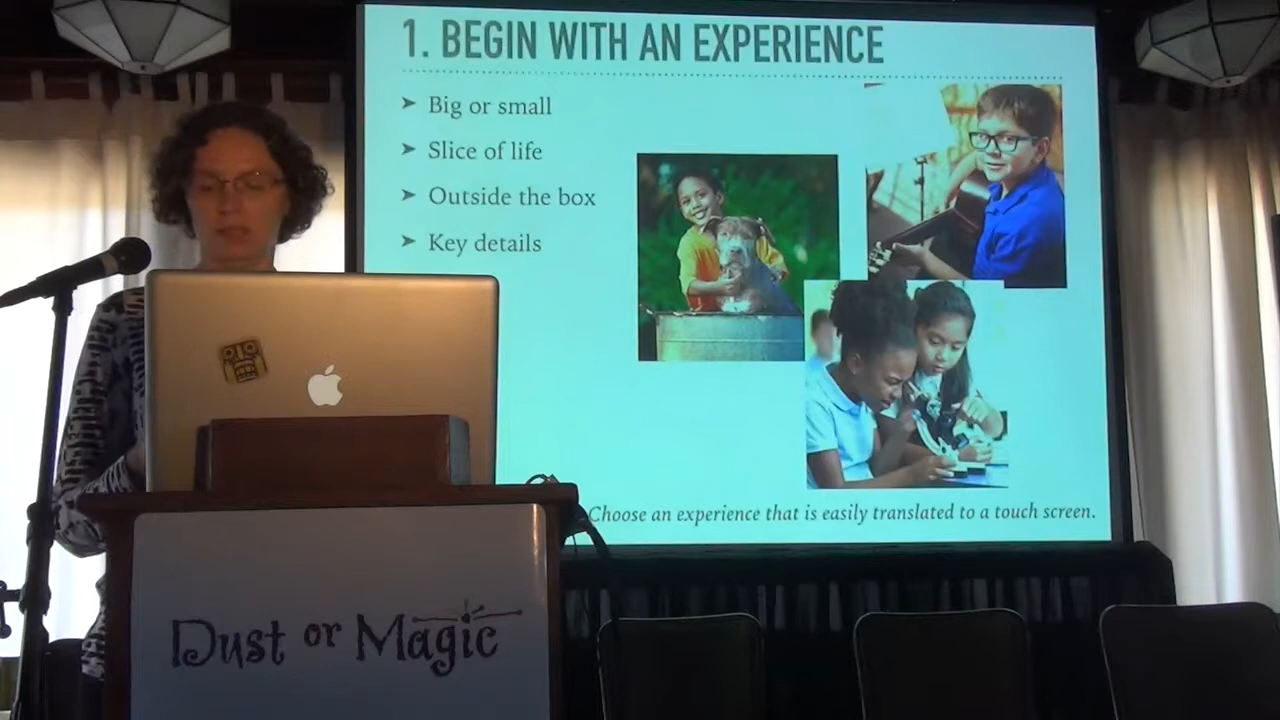 1. BEGIN WITH AN EXPERIENCE
➤ Big or small
➤ Slice of life
➤ Outside the box
➤ Key details
Choose an experience that is easily translated to a touch screen.
Dust or Magic